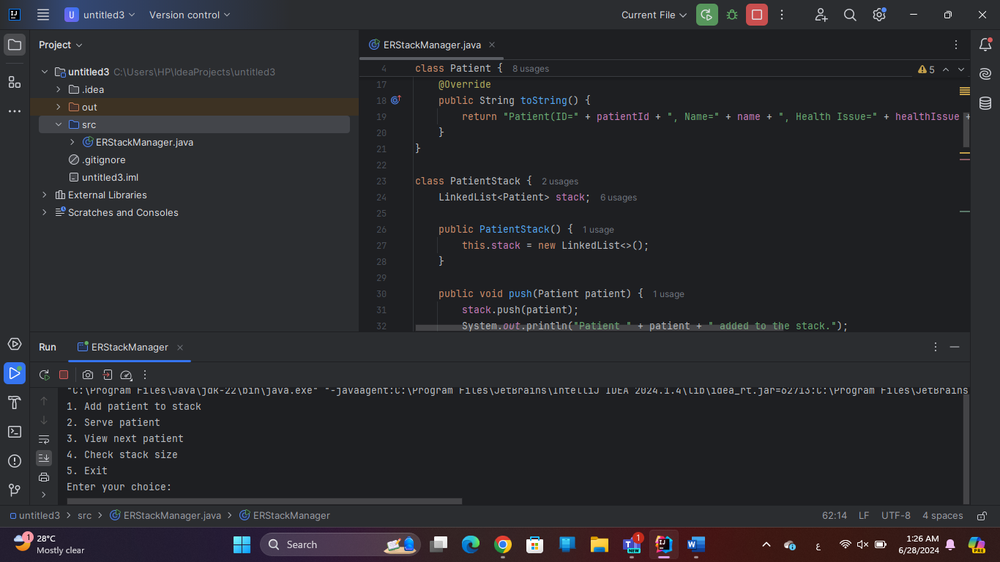 U untitled3 Version control Current File
Project
ERStackManager.java
untitled3 C:\Users\HP\IdeaProjects\untitled3
.idea
out
src
ERStackManager.java
.gitignore
untitled3.iml
External Libraries
Scratches and Consoles
4 class Patient { 8 usages
5
17 @Override
18 public String toString() {
19 return "Patient(ID=" + patientId + ", Name=" + name + ", Health Issue=" + healthIssue +
20 }
21 }
22
23 class PatientStack { 2 usages
24 LinkedList<Patient> stack; 6 usages
25
26 public PatientStack() { 1 usage
27 this.stack = new LinkedList<>();
28 }
29
30 public void push(Patient patient) { 1 usage
31 stack.push(patient);
32 System.out.println("Patient " + patient + " added to the stack.");
Run ERStackManager
"C:\Program Files\Java\jdk-22\bin\java.exe" "-javaagent:C:\Program Files\JetBrains\IntelliJ IDEA 2024.1.4\lib\idea_rt.jar=62713:C:\Program Files\JetBrains
1. Add patient to stack
2. Serve patient
3. View next patient
4. Check stack size
5. Exit
Enter your choice:
untitled3 > src > ERStackManager.java > ERStackManager 62:14 LF UTF-8 4 spaces
1
28°C
Mostly clear
Search
1
NEW
ع
1:26 AM
6/28/2024
PRE